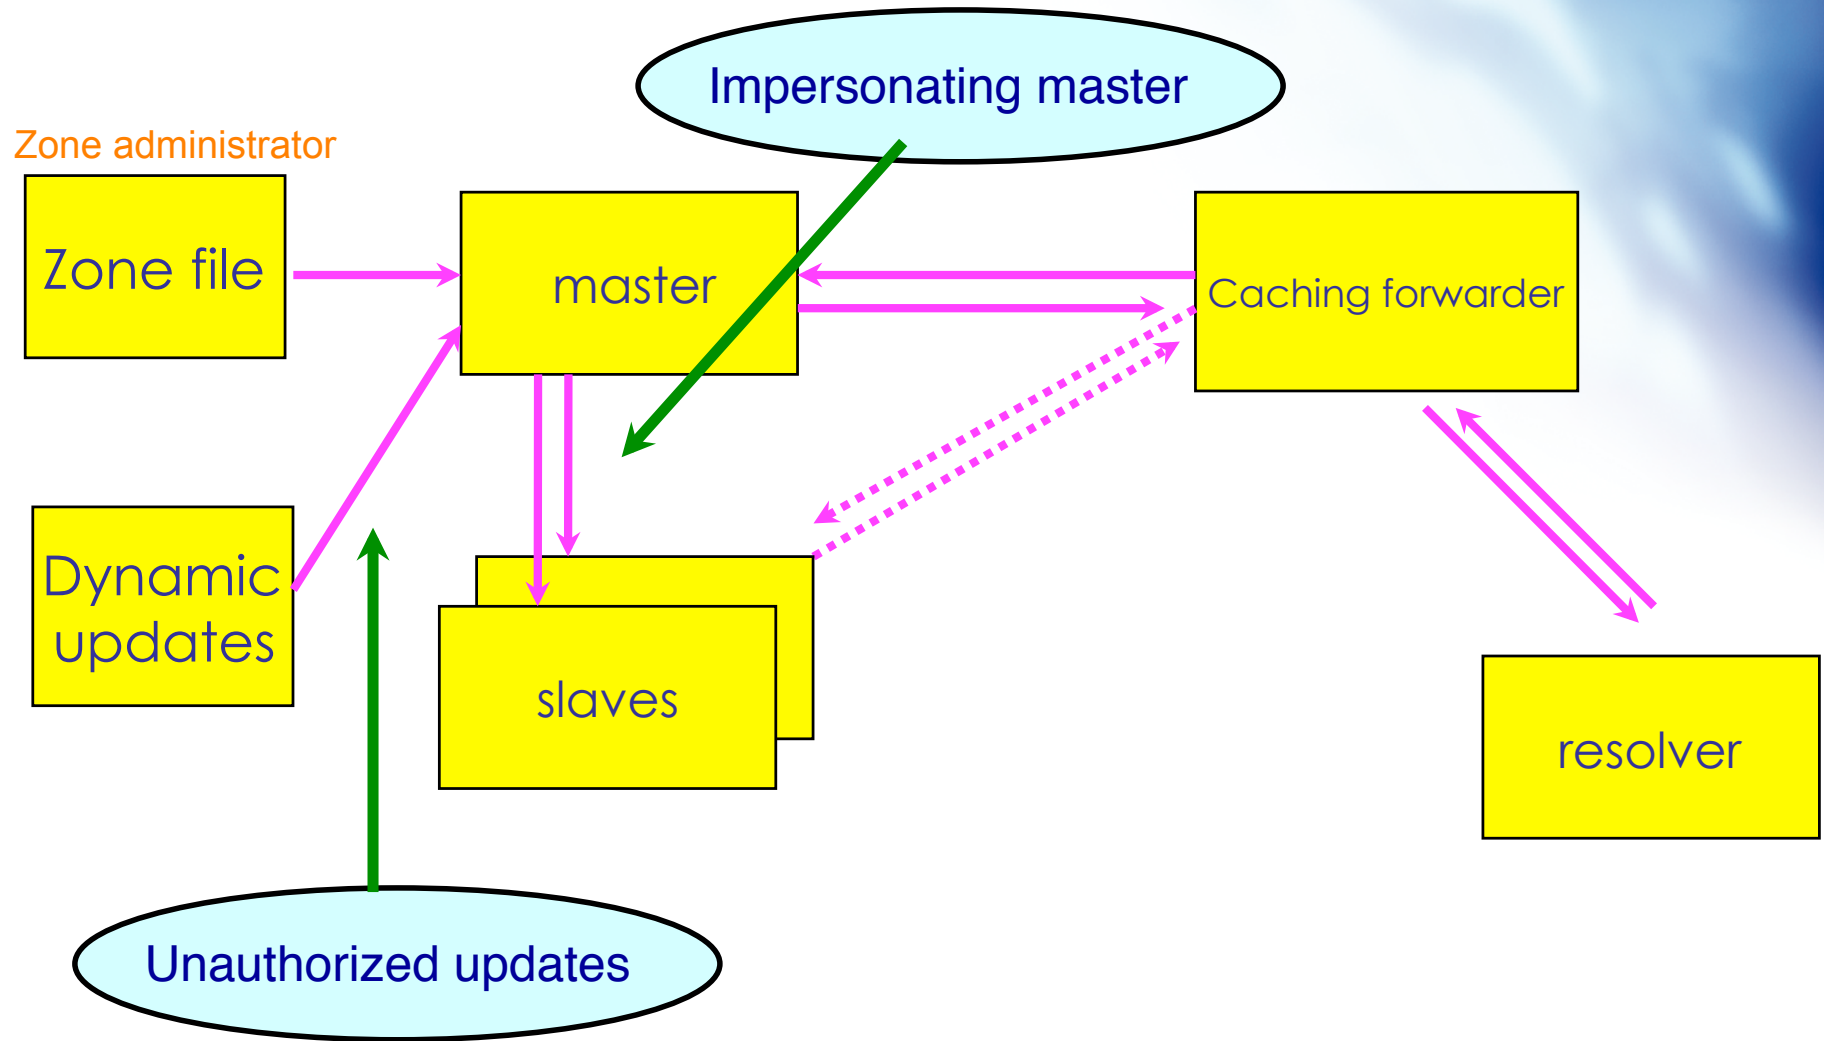 Impersonating master
Zone administrator
Zone file
master
Caching forwarder
Dynamic
updates
slaves
resolver
Unauthorized updates